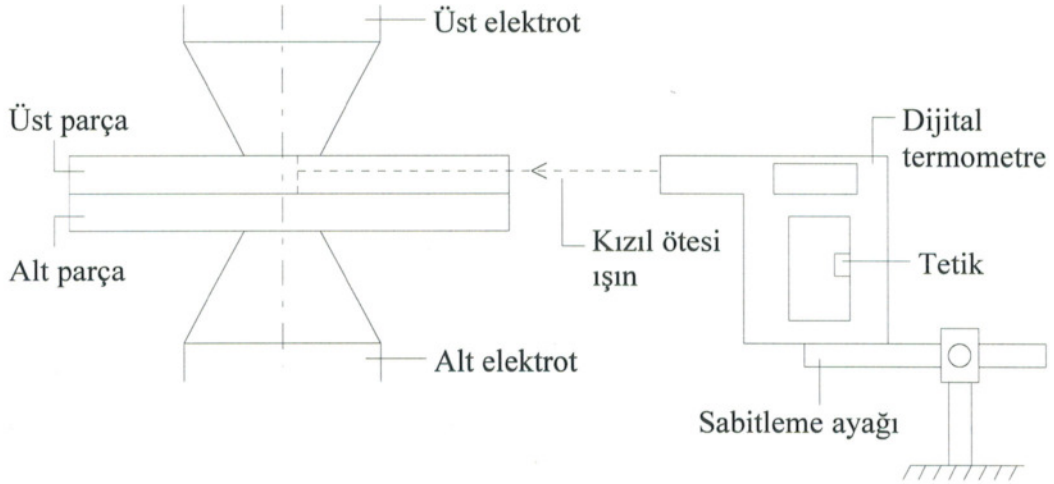 Üst elektrot
Üst parça
Dijital
termometre
Kızıl ötesi
ışın
Tetik
Alt parça
Alt elektrot
Sabitleme ayağı